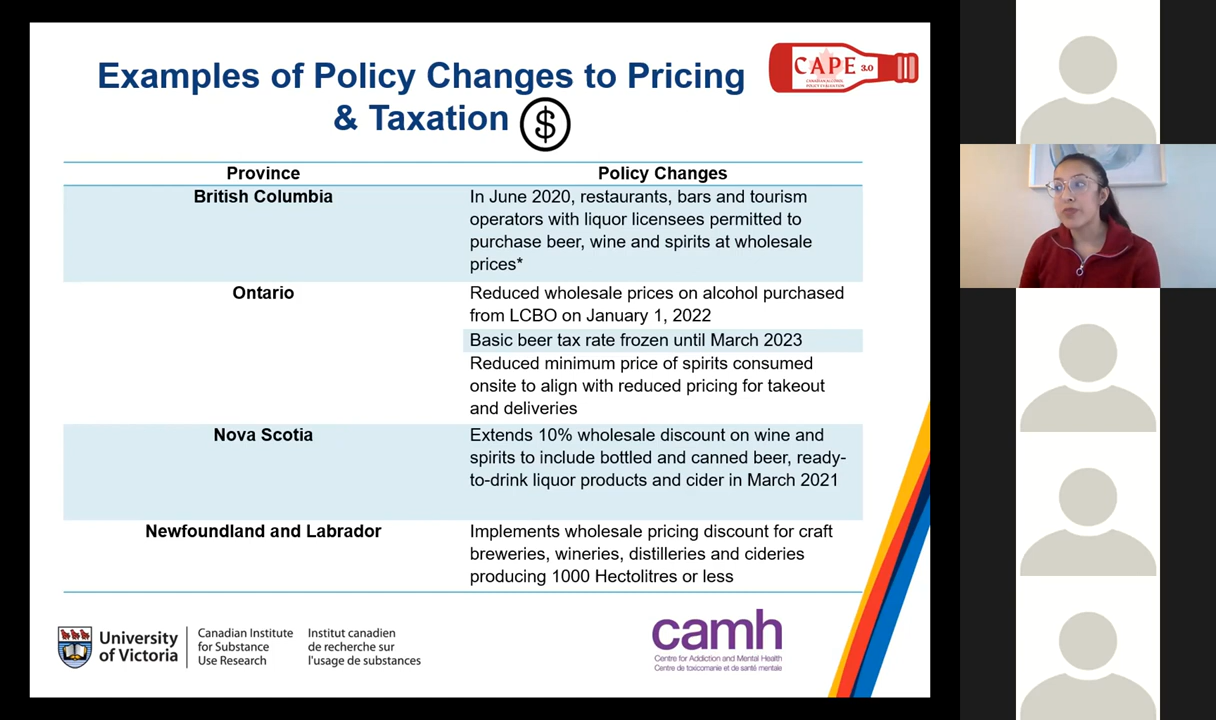 Examples of Policy Changes to Pricing
& Taxation $
CAPE 3.0
CANADIAN ALCOHOL
POLICY EVALUATION
Province Policy Changes
British Columbia
In June 2020, restaurants, bars and tourism
operators with liquor licensees permitted to
purchase beer, wine and spirits at wholesale
prices*
Ontario
Reduced wholesale prices on alcohol purchased
from LCBO on January 1, 2022
Basic beer tax rate frozen until March 2023
Reduced minimum price of spirits consumed
onsite to align with reduced pricing for takeout
and deliveries
Nova Scotia
Extends 10% wholesale discount on wine and
spirits to include bottled and canned beer, ready-
to-drink liquor products and cider in March 2021
Newfoundland and Labrador
Implements wholesale pricing discount for craft
breweries, wineries, distilleries and cideries
producing 1000 Hectolitres or less
University
of Victoria
Canadian Institute
for Substance
Use Research
Institut canadien
de recherche sur
l'usage de substances
camh
Centre for Addiction and Mental Health
Centre de toxicomanie et de santé mentale